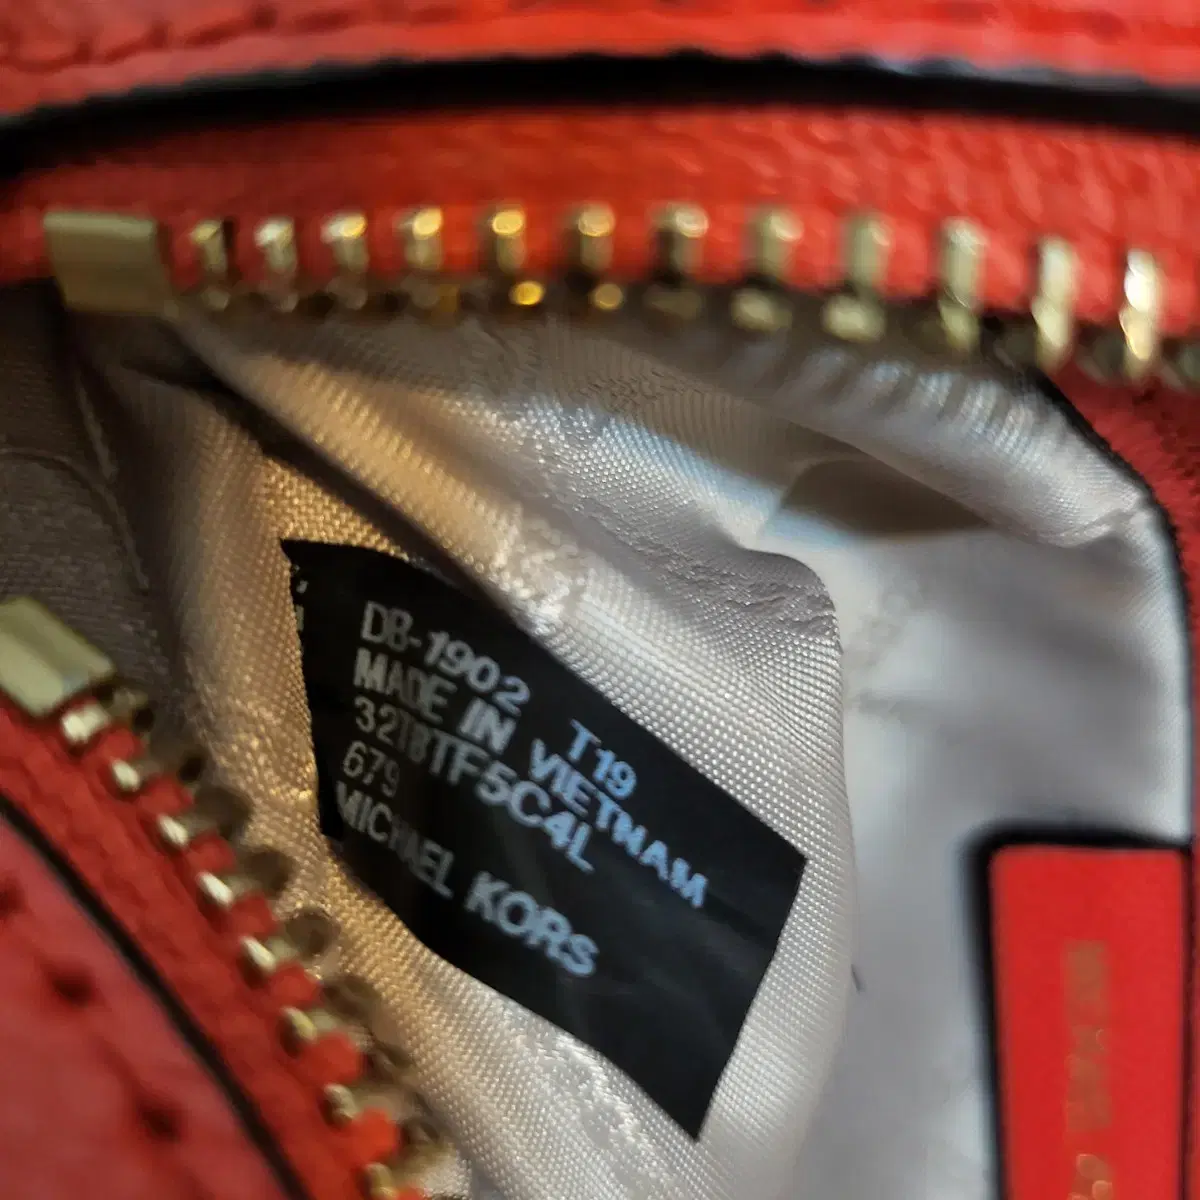 DB-1902 T19
MADE IN VIETNAM
32T8TF5C4L
679
MICHAEL KORS